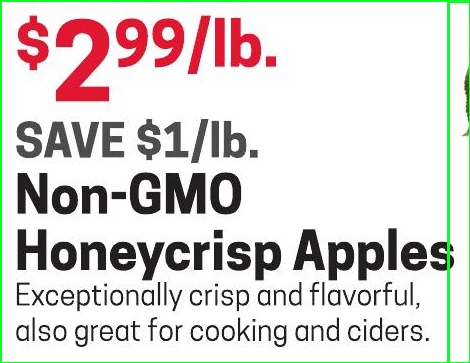 $2.99/lb.
SAVE $1/lb.
Non-GMO
Honeycrisp Apples
Exceptionally crisp and flavorful,
also great for cooking and ciders.